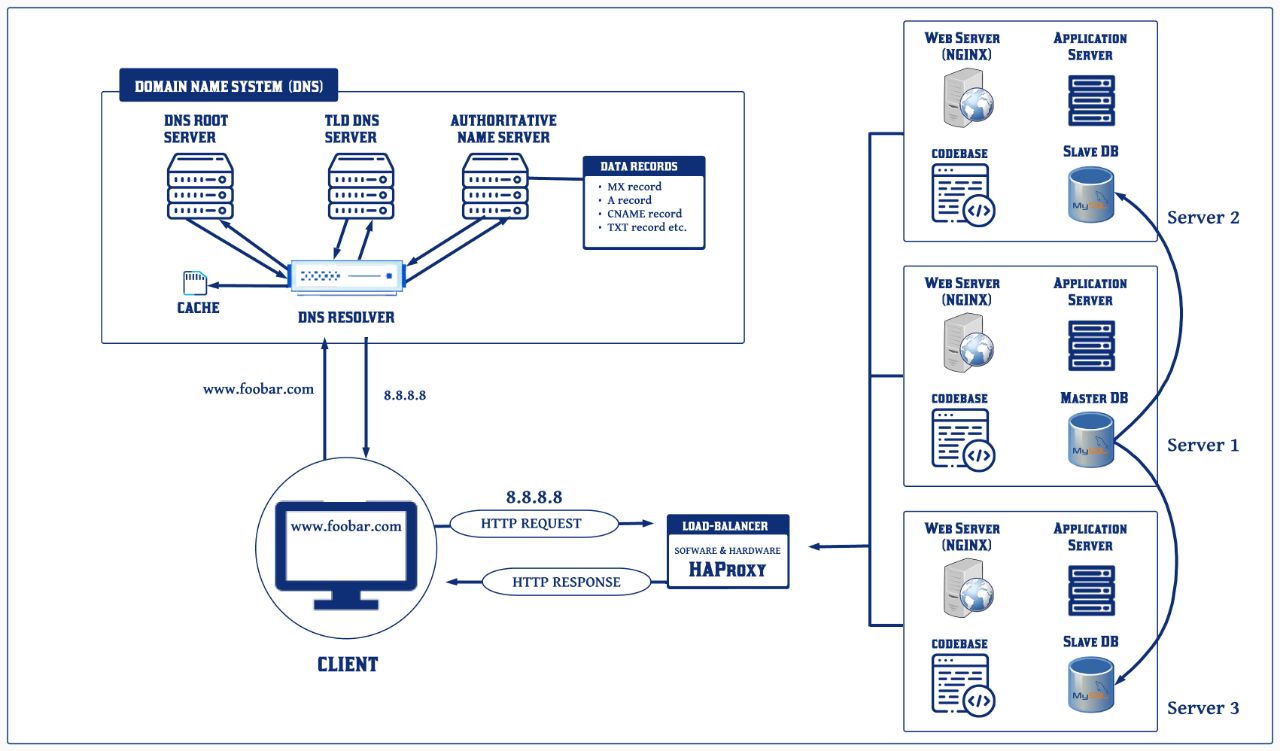 DOMAIN NAME SYSTEM (DNS)
DNS ROOT
SERVER
TLD DNS
SERVER
AUTHORITATIVE
NAME SERVER
DATA RECORDS
• MX record
• A record
• CNAME record
• TXT record etc.
CACHE
DNS RESOLVER
www.foobar.com
8.8.8.8
www.foobar.com
CLIENT
8.8.8.8
HTTP REQUEST
HTTP RESPONSE
LOAD-BALANCER
SOFWARE & HARDWARE
HAPROXY
WEB SERVER
(NGINX)
APPLICATION
SERVER
CODEBASE
SLAVE DB
MySQL
Server 2
WEB SERVER
(NGINX)
APPLICATION
SERVER
CODEBASE
MASTER DB
MySQL
Server 1
WEB SERVER
(NGINX)
APPLICATION
SERVER
CODEBASE
SLAVE DB
MySQL
Server 3